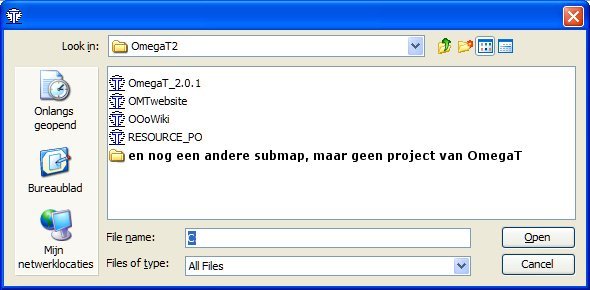 Look in:
OmegaT2
Onlangs
geopend
Bureaublad
Mijn
netwerklocaties
OmegaT_2.0.1
OMTwebsite
OOoWiki
RESOURCE_PO
en nog een andere submap, maar geen project van OmegaT
File name:
C
Open
Files of type:
All Files
Cancel